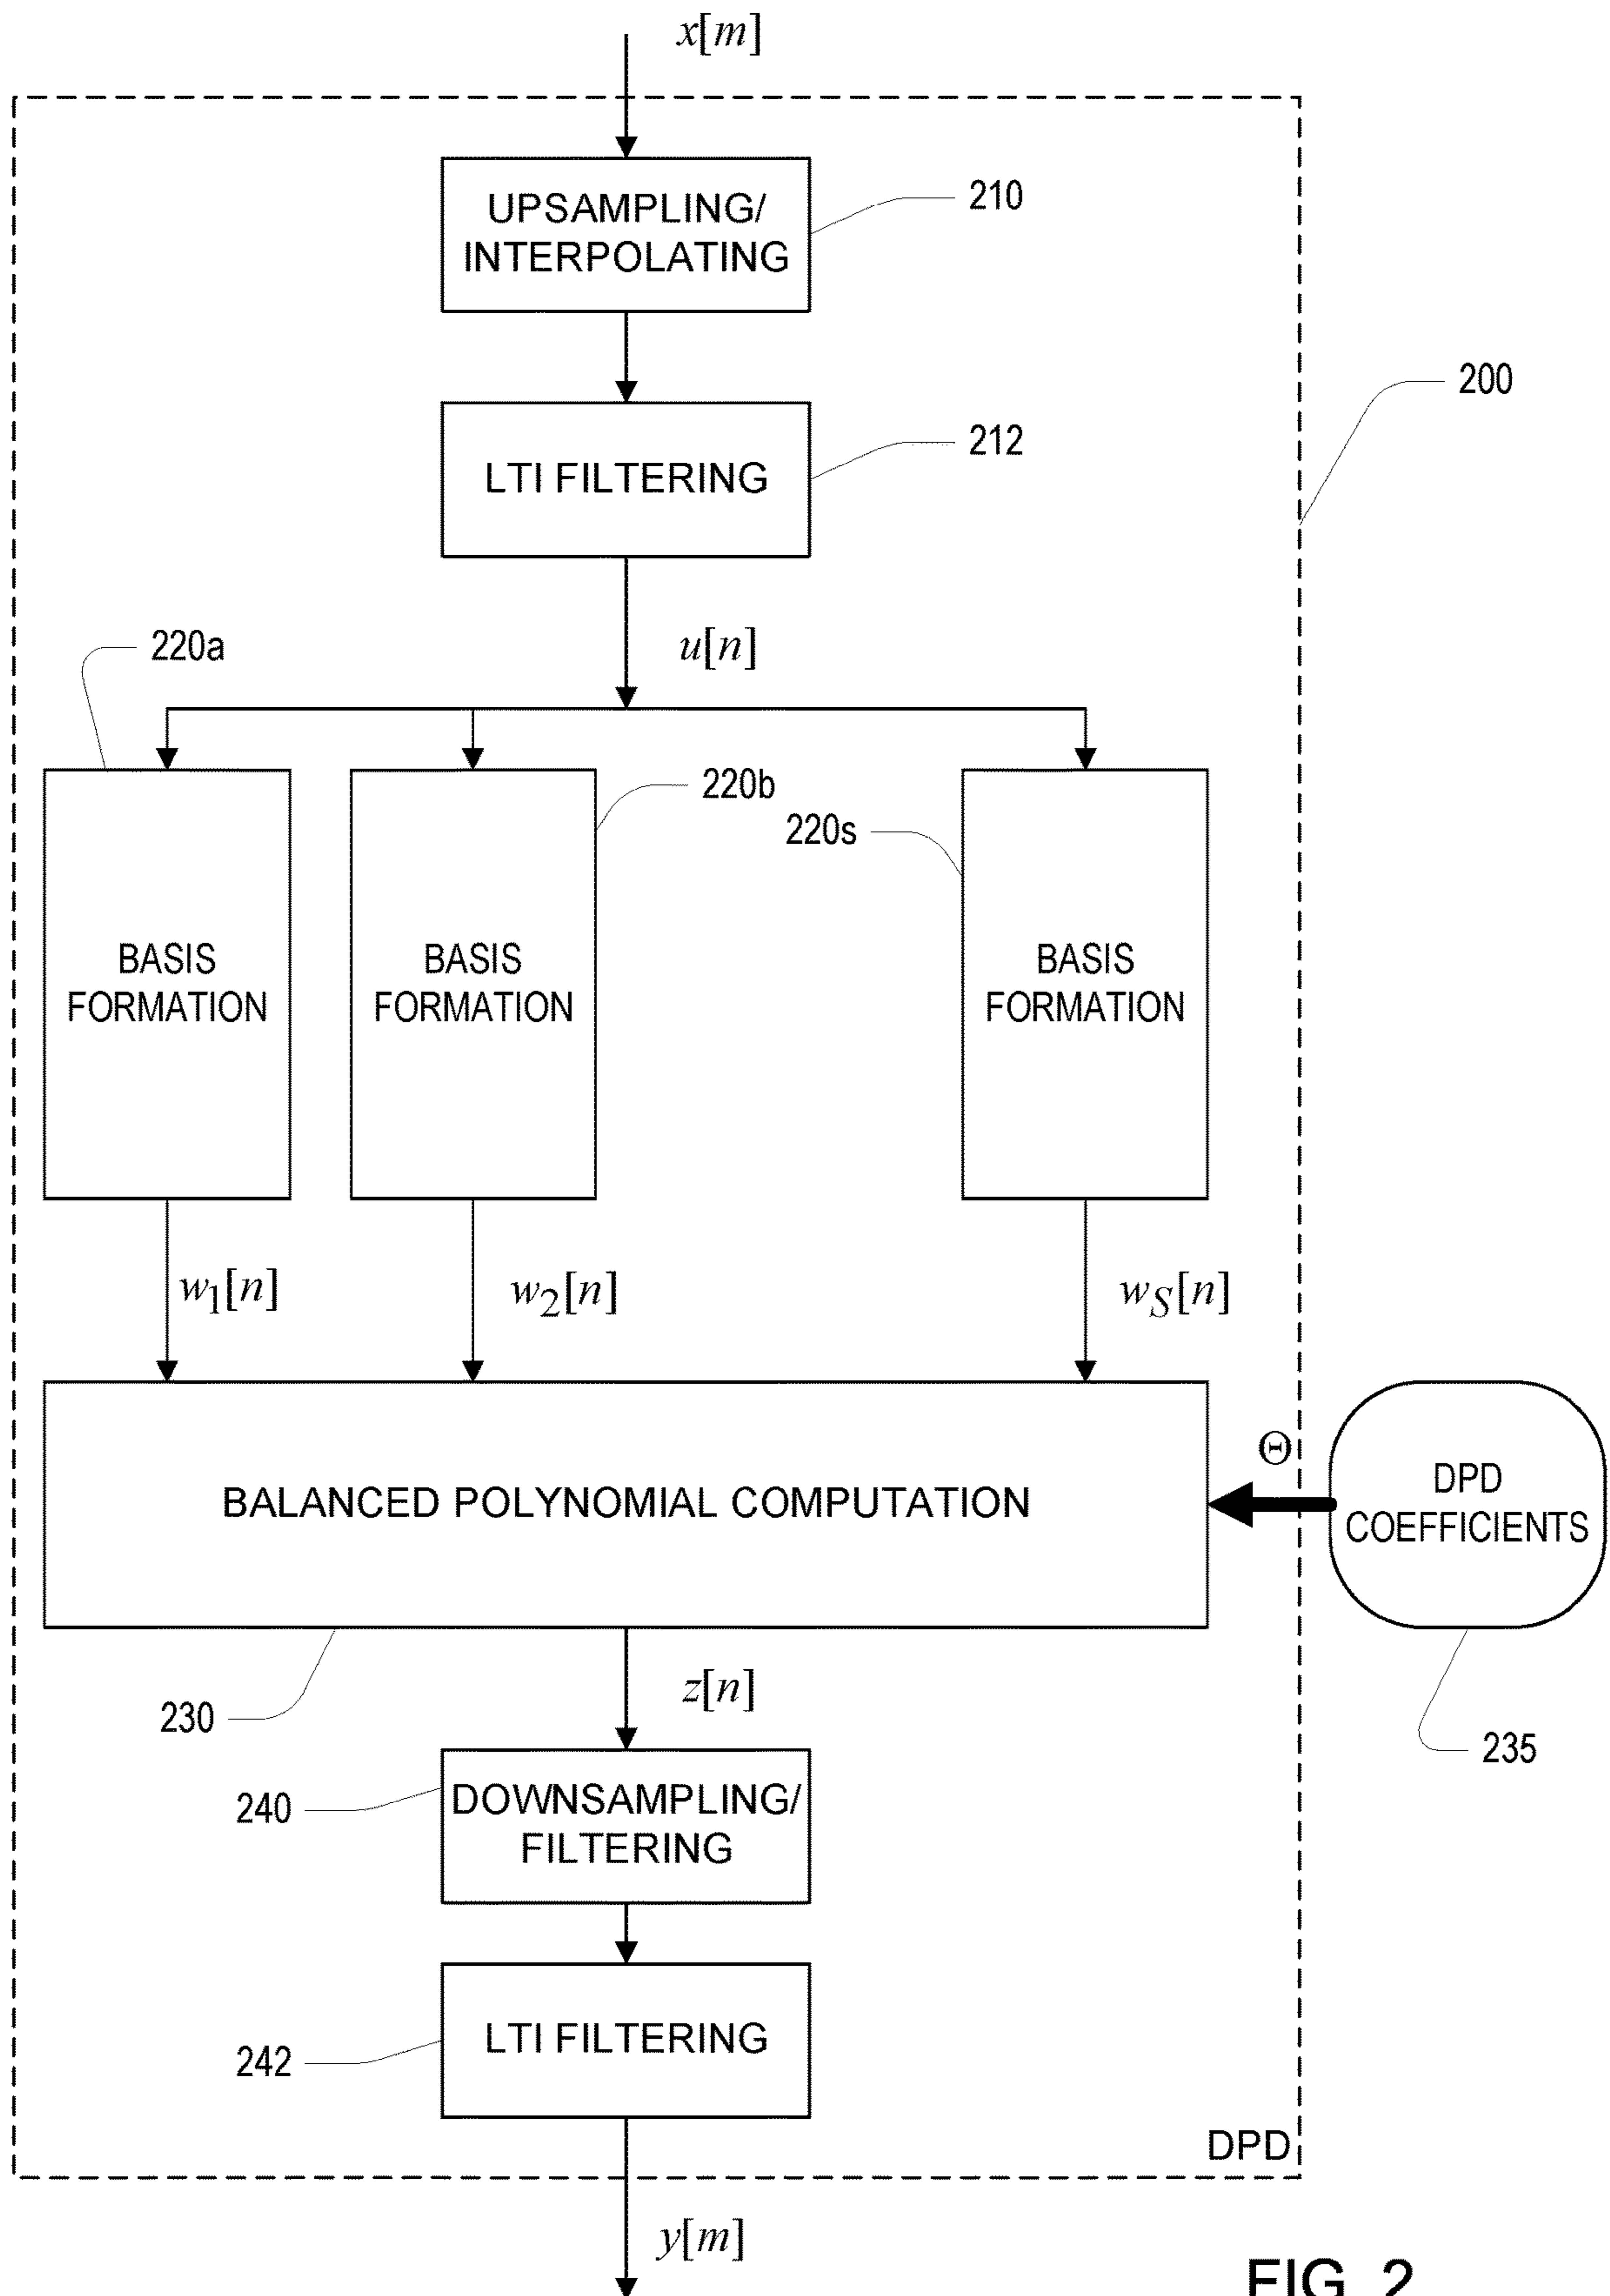 x[m]
UPSAMPLING/
INTERPOLATING
210
200
LTI FILTERING
212
u[n]
220a
220b
220s
BASIS
FORMATION
BASIS
FORMATION
BASIS
FORMATION
w1[n]
w2[n]
wS[n]
BALANCED POLYNOMIAL COMPUTATION
Θ
DPD
COEFFICIENTS
230
z[n]
235
240
DOWNSAMPLING/
FILTERING
LTI FILTERING
242
DPD
y[m]
FIG. 2